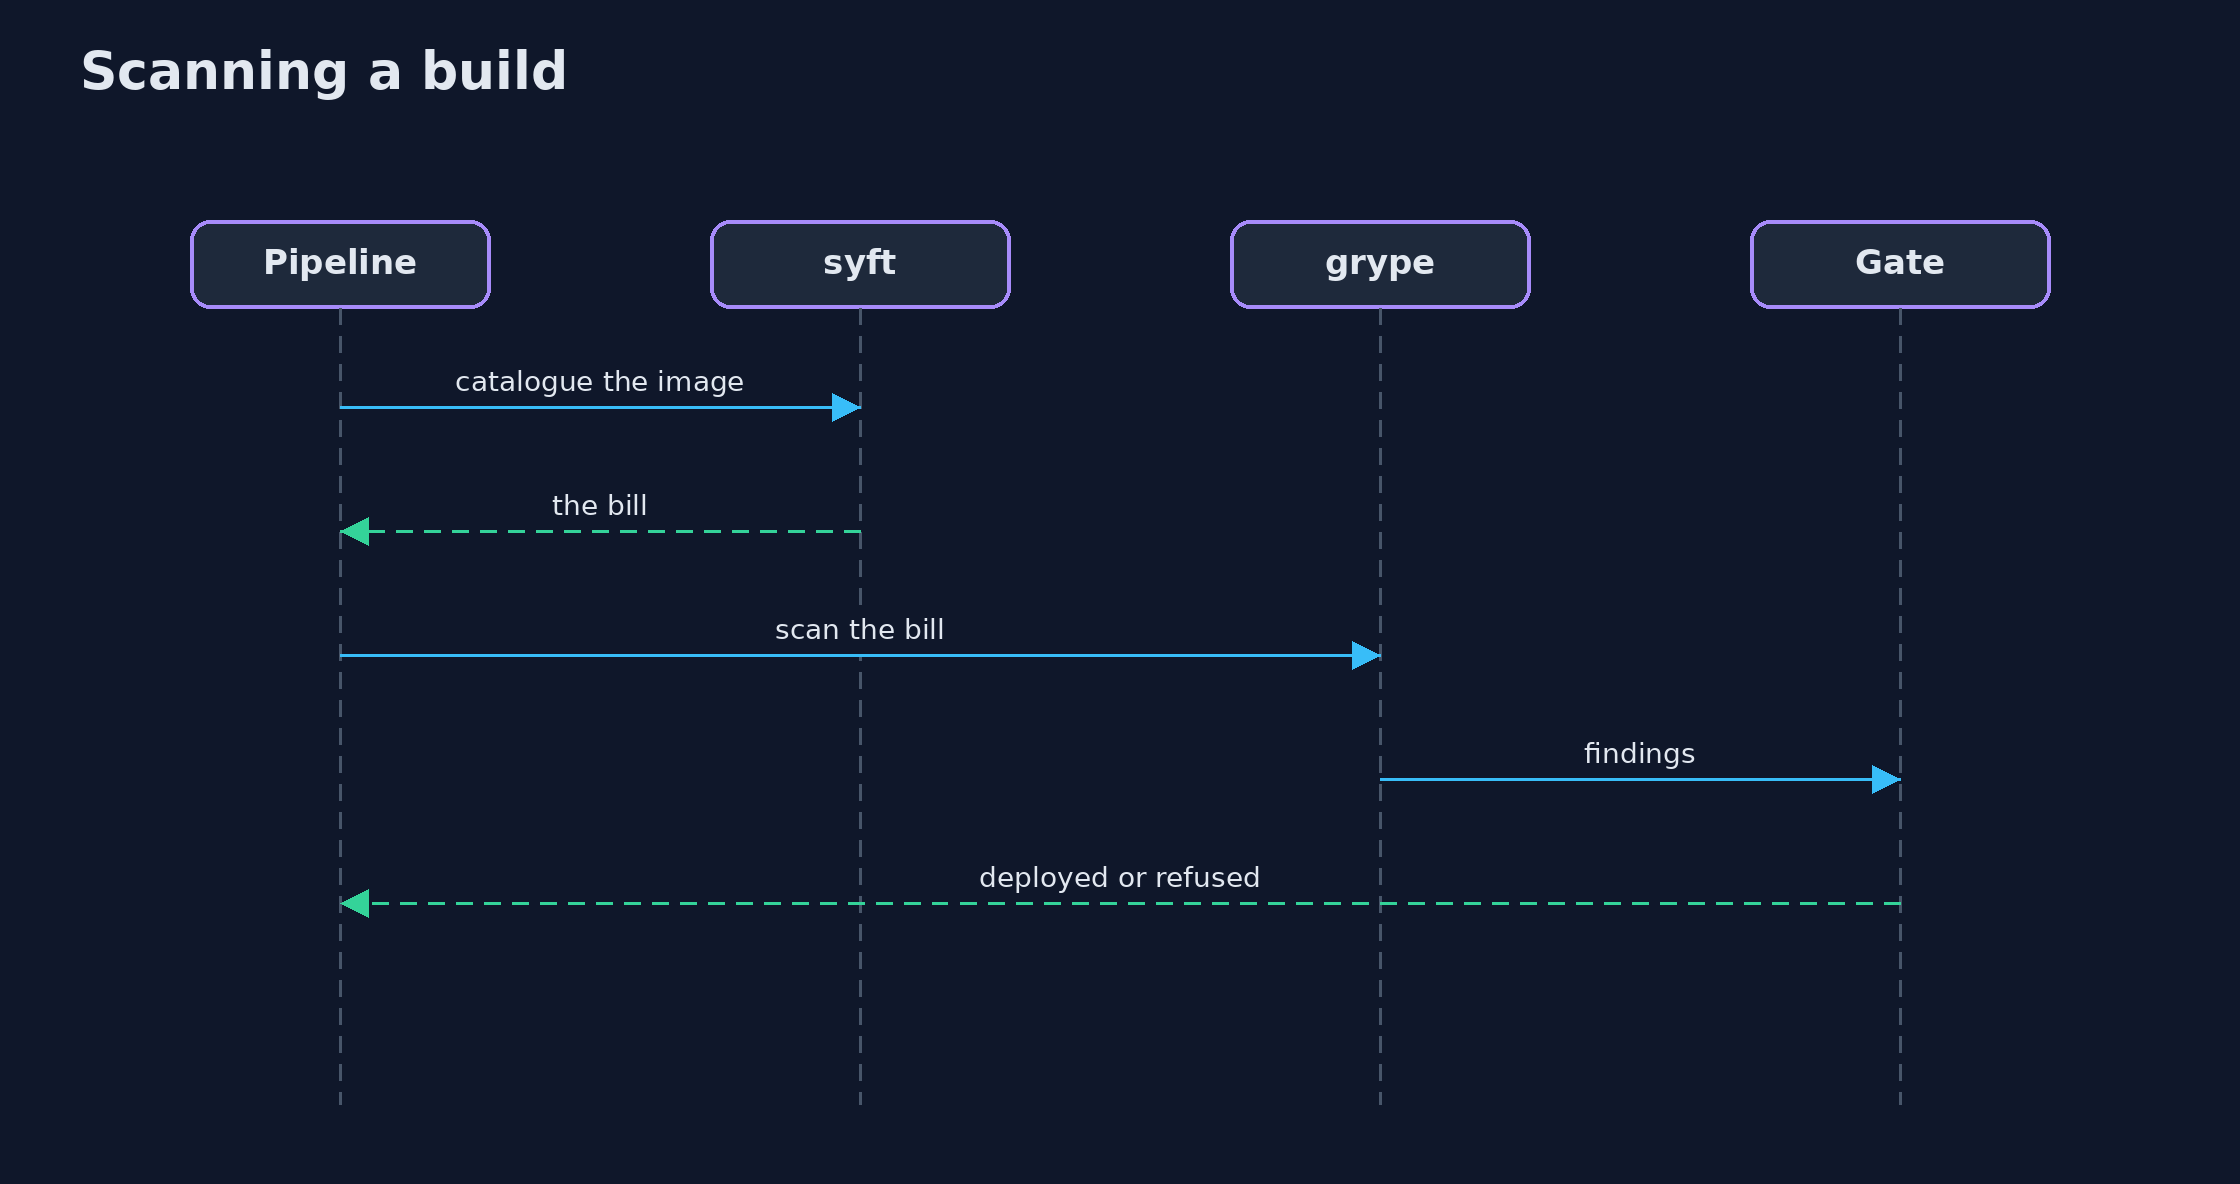 Scanning a build
Pipeline
syft
grype
Gate
catalogue the image
the bill
scan the bill
findings
deployed or refused